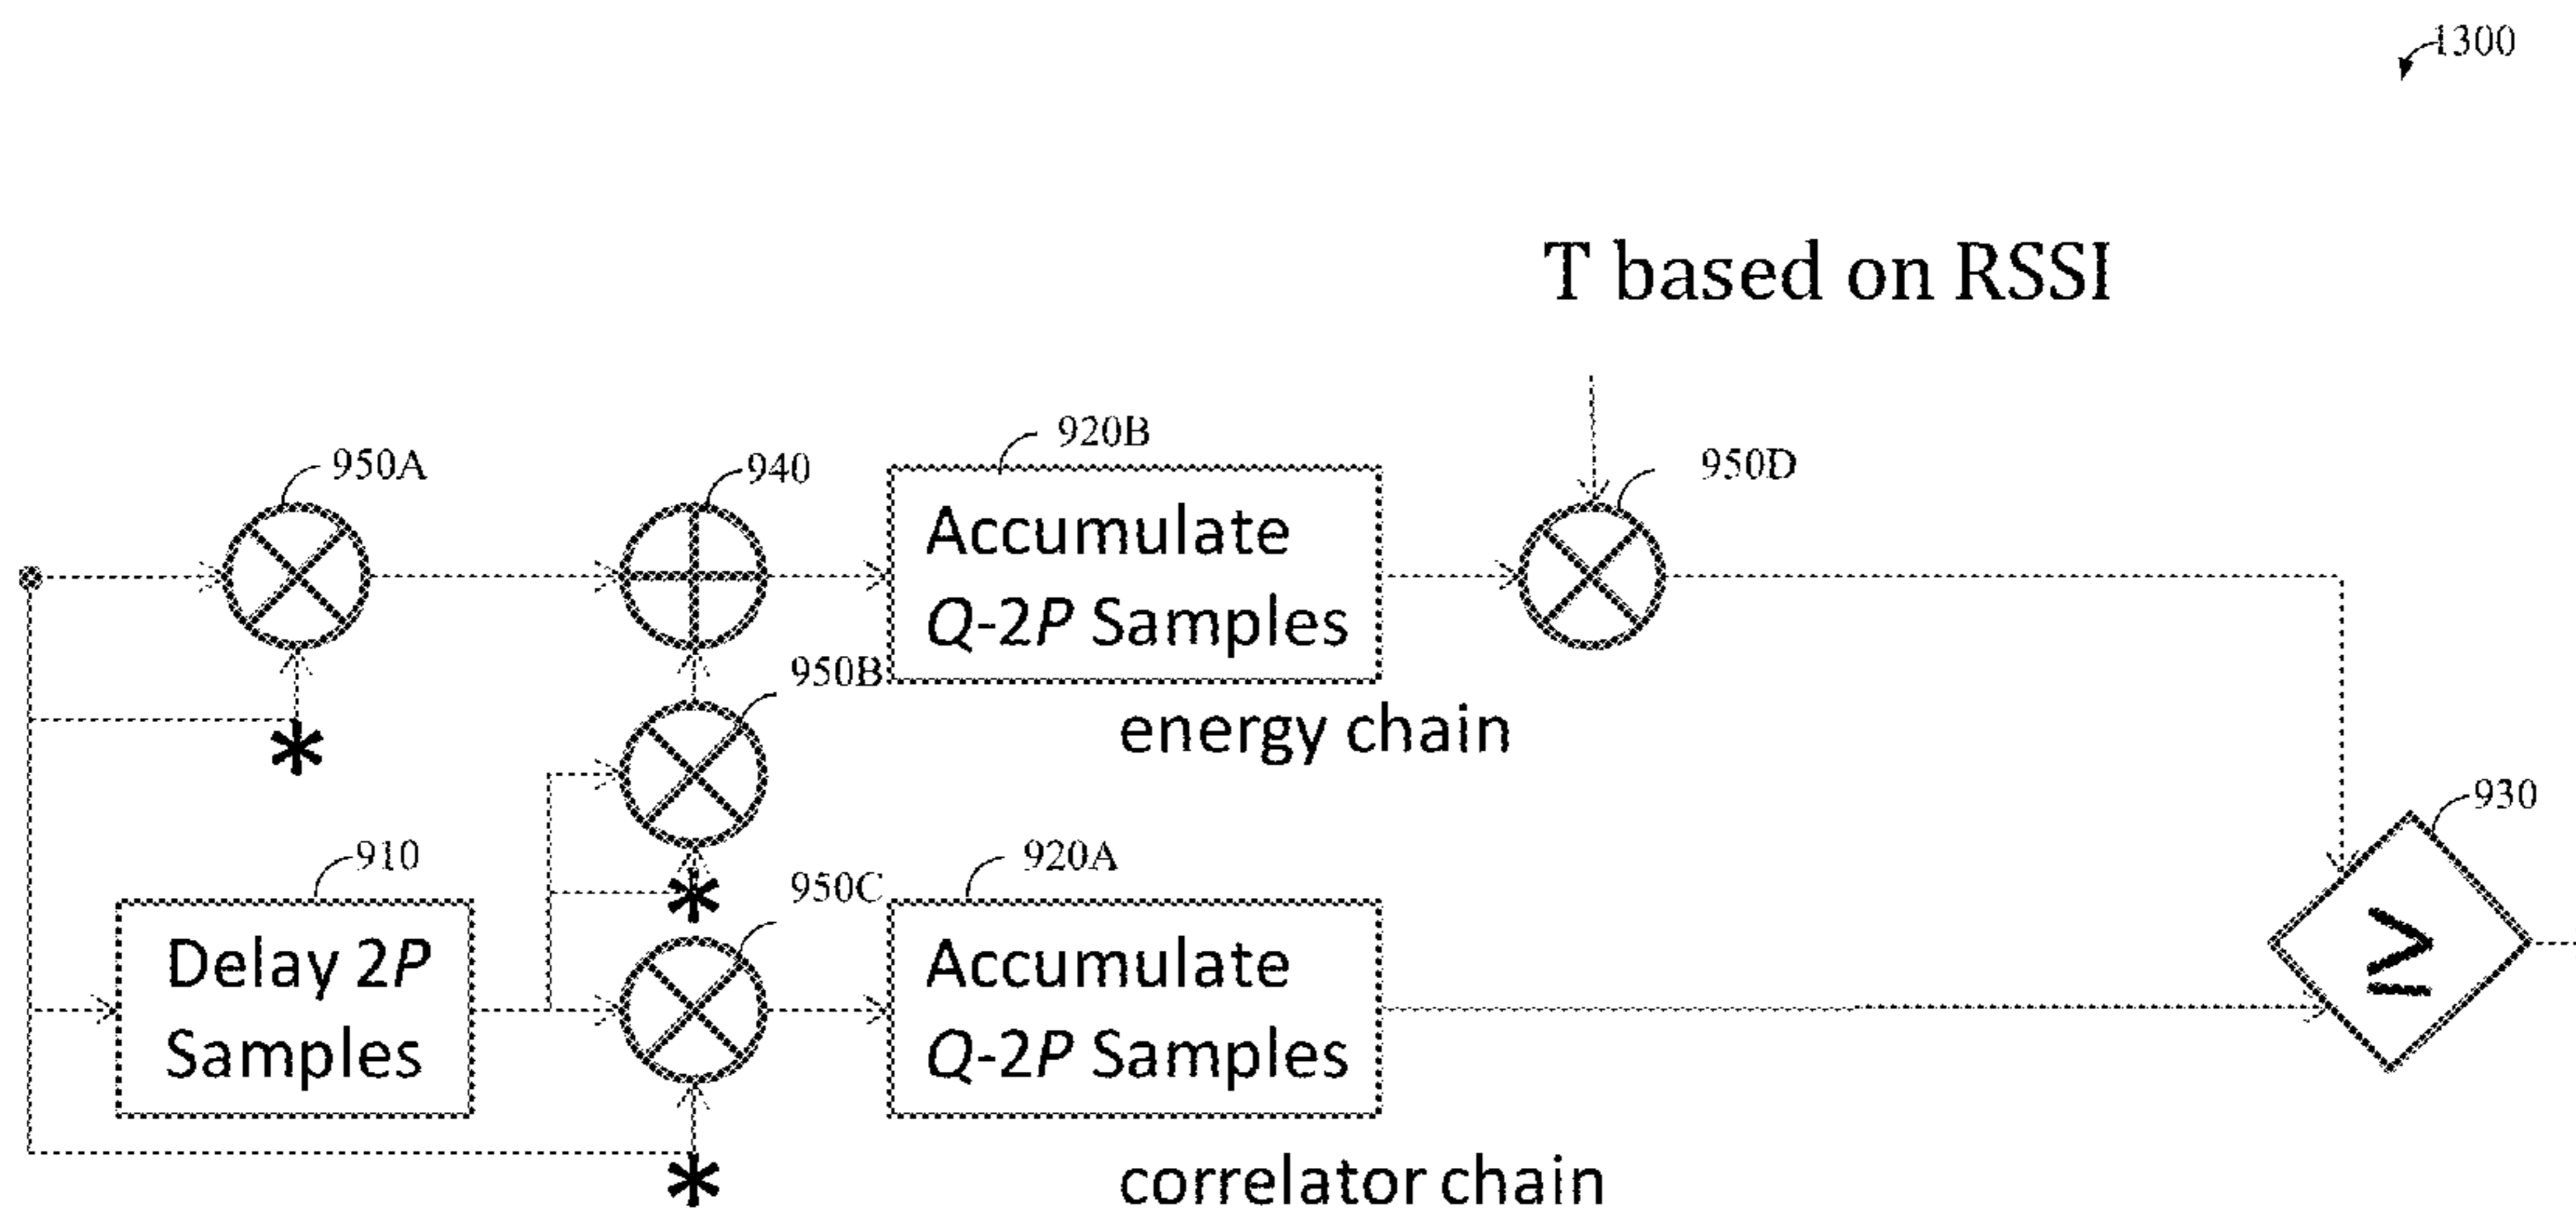 1300
T based on RSSI
920B
950A
940
950D
Accumulate
Q-2P Samples
950B
energy chain
*
930
910
920A
950C
*
Delay 2P
Samples
Accumulate
Q-2P Samples
≥
*
correlator chain